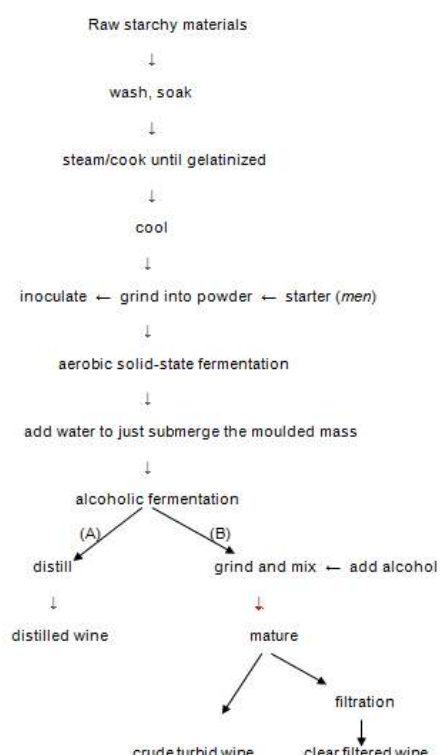 Raw starchy materials
↓
wash, soak
↓
steam/cook until gelatinized
↓
cool
↓
inoculate ← grind into powder ← starter (men)
↓
aerobic solid-state fermentation
↓
add water to just submerge the moulded mass
↓
alcoholic fermentation
(A) (B)
distill grind and mix ← add alcohol
↓ ↓
distilled wine mature
filtration
crude turbid wine clear filtered wine